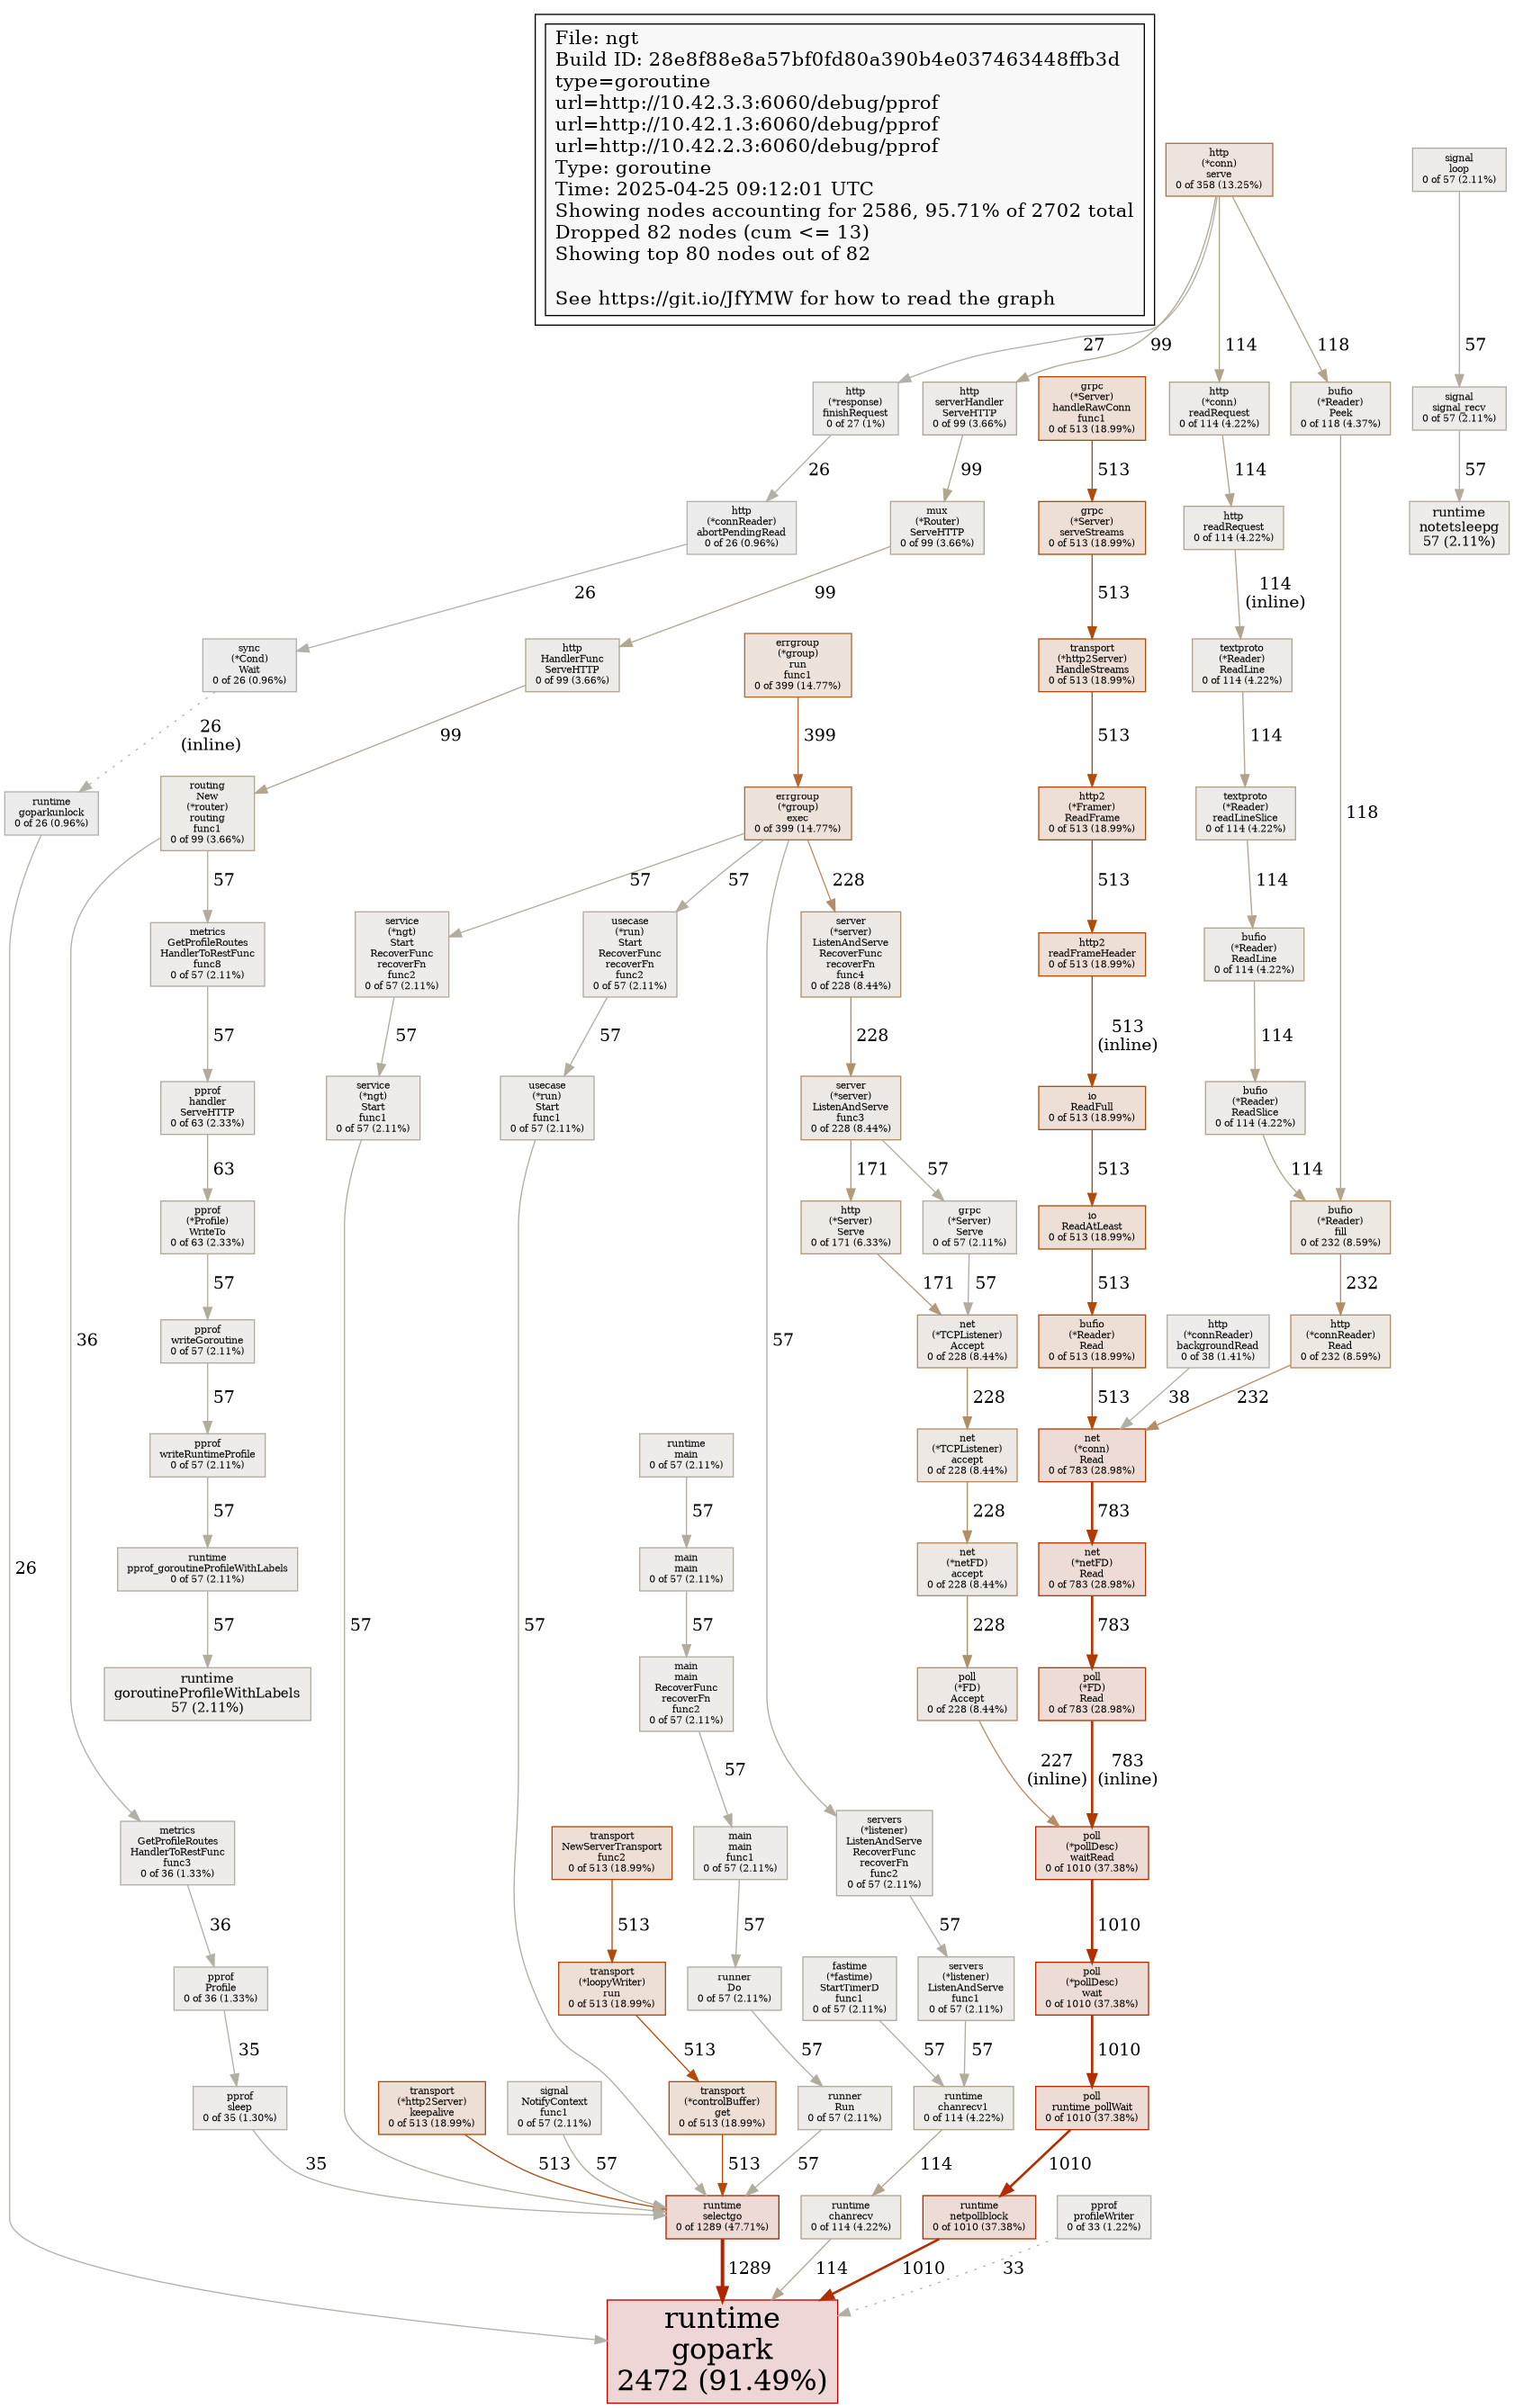 File: ngt
Build ID: 28e8f88e8a57bf0fd80a390b4e037463448ffb3d
type=goroutine
url=http://10.42.3.3:6060/debug/pprof
url=http://10.42.1.3:6060/debug/pprof
url=http://10.42.2.3:6060/debug/pprof
Type: goroutine
Time: 2025-04-25 09:12:01 UTC
Showing nodes accounting for 2586, 95.71% of 2702 total
Dropped 82 nodes (cum <= 13)
Showing top 80 nodes out of 82
See https://git.io/JfYMW for how to read the graph
http
(*conn)
serve
0 of 358 (13.25%)
signal
loop
0 of 57 (2.11%)
27
99
114
118
57
http
(*response)
finishRequest
0 of 27 (1%)
http
serverHandler
ServeHTTP
0 of 99 (3.66%)
grpc
(*Server)
handleRawConn
func1
0 of 513 (18.99%)
http
(*conn)
readRequest
0 of 114 (4.22%)
bufio
(*Reader)
Peek
0 of 118 (4.37%)
signal
signal_recv
0 of 57 (2.11%)
26
99
513
114
57
http
(*connReader)
abortPendingRead
0 of 26 (0.96%)
mux
(*Router)
ServeHTTP
0 of 99 (3.66%)
grpc
(*Server)
serveStreams
0 of 513 (18.99%)
http
readRequest
0 of 114 (4.22%)
runtime
notetsleepg
57 (2.11%)
26
99
513
114
(inline)
sync
(*Cond)
Wait
0 of 26 (0.96%)
http
HandlerFunc
ServeHTTP
0 of 99 (3.66%)
errgroup
(*group)
run
func1
0 of 399 (14.77%)
transport
(*http2Server)
HandleStreams
0 of 513 (18.99%)
textproto
(*Reader)
ReadLine
0 of 114 (4.22%)
26
(inline)
99
399
513
114
runtime
goparkunlock
0 of 26 (0.96%)
routing
New
(*router)
routing
func1
0 of 99 (3.66%)
errgroup
(*group)
exec
0 of 399 (14.77%)
http2
(*Framer)
ReadFrame
0 of 513 (18.99%)
textproto
(*Reader)
readLineSlice
0 of 114 (4.22%)
118
57
57
57
228
513
114
metrics
GetProfileRoutes
HandlerToRestFunc
func8
0 of 57 (2.11%)
service
(*ngt)
Start
RecoverFunc
recoverFn
func2
0 of 57 (2.11%)
usecase
(*run)
Start
RecoverFunc
recoverFn
func2
0 of 57 (2.11%)
server
(*server)
ListenAndServe
RecoverFunc
recoverFn
func4
0 of 228 (8.44%)
http2
readFrameHeader
0 of 513 (18.99%)
bufio
(*Reader)
ReadLine
0 of 114 (4.22%)
57
57
57
228
513
(inline)
114
pprof
handler
ServeHTTP
0 of 63 (2.33%)
service
(*ngt)
Start
func1
0 of 57 (2.11%)
usecase
(*run)
Start
func1
0 of 57 (2.11%)
server
(*server)
ListenAndServe
func3
0 of 228 (8.44%)
io
ReadFull
0 of 513 (18.99%)
bufio
(*Reader)
ReadSlice
0 of 114 (4.22%)
63
171
57
513
114
pprof
(*Profile)
WriteTo
0 of 63 (2.33%)
http
(*Server)
Serve
0 of 171 (6.33%)
grpc
(*Server)
Serve
0 of 57 (2.11%)
io
ReadAtLeast
0 of 513 (18.99%)
bufio
(*Reader)
fill
0 of 232 (8.59%)
57
171
57
513
232
36
pprof
writeGoroutine
0 of 57 (2.11%)
57
net
(*TCPListener)
Accept
0 of 228 (8.44%)
bufio
(*Reader)
Read
0 of 513 (18.99%)
http
(*connReader)
backgroundRead
0 of 38 (1.41%)
http
(*connReader)
Read
0 of 232 (8.59%)
57
228
513
38
232
pprof
writeRuntimeProfile
0 of 57 (2.11%)
runtime
main
0 of 57 (2.11%)
net
(*TCPListener)
accept
0 of 228 (8.44%)
net
(*conn)
Read
0 of 783 (28.98%)
57
57
228
783
26
runtime
pprof_goroutineProfileWithLabels
0 of 57 (2.11%)
main
main
0 of 57 (2.11%)
net
(*netFD)
accept
0 of 228 (8.44%)
net
(*netFD)
Read
0 of 783 (28.98%)
57
57
57
57
228
783
runtime
goroutineProfileWithLabels
57 (2.11%)
main
main
RecoverFunc
recoverFn
func2
0 of 57 (2.11%)
poll
(*FD)
Accept
0 of 228 (8.44%)
poll
(*FD)
Read
0 of 783 (28.98%)
57
227
(inline)
783
(inline)
metrics
GetProfileRoutes
HandlerToRestFunc
func3
0 of 36 (1.33%)
transport
NewServerTransport
func2
0 of 513 (18.99%)
main
main
func1
0 of 57 (2.11%)
servers
(*listener)
ListenAndServe
RecoverFunc
recoverFn
func2
0 of 57 (2.11%)
poll
(*pollDesc)
waitRead
0 of 1010 (37.38%)
36
513
57
57
1010
pprof
Profile
0 of 36 (1.33%)
transport
(*loopyWriter)
run
0 of 513 (18.99%)
runner
Do
0 of 57 (2.11%)
fastime
(*fastime)
StartTimerD
func1
0 of 57 (2.11%)
servers
(*listener)
ListenAndServe
func1
0 of 57 (2.11%)
poll
(*pollDesc)
wait
0 of 1010 (37.38%)
35
513
57
57
57
1010
pprof
sleep
0 of 35 (1.30%)
transport
(*http2Server)
keepalive
0 of 513 (18.99%)
signal
NotifyContext
func1
0 of 57 (2.11%)
transport
(*controlBuffer)
get
0 of 513 (18.99%)
runner
Run
0 of 57 (2.11%)
runtime
chanrecv1
0 of 114 (4.22%)
poll
runtime_pollWait
0 of 1010 (37.38%)
35
513
57
513
57
114
1010
runtime
selectgo
0 of 1289 (47.71%)
runtime
chanrecv
0 of 114 (4.22%)
runtime
netpollblock
0 of 1010 (37.38%)
pprof
profileWriter
0 of 33 (1.22%)
1289
114
1010
33
runtime
gopark
2472 (91.49%)